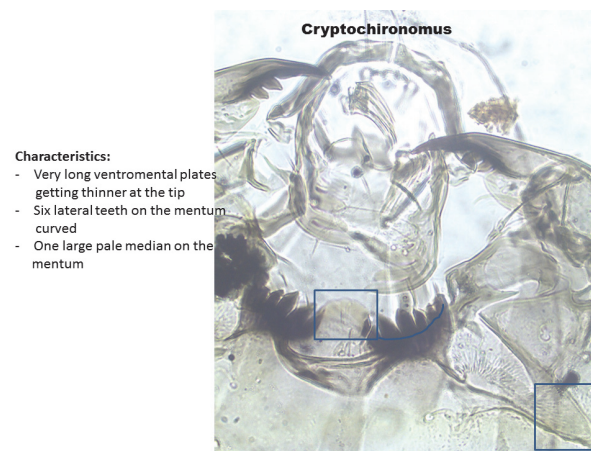 Cryptochironomus
Characteristics:
- Very long ventromental plates
getting thinner at the tip
- Six lateral teeth on the mentum
curved
- One large pale median on the
mentum